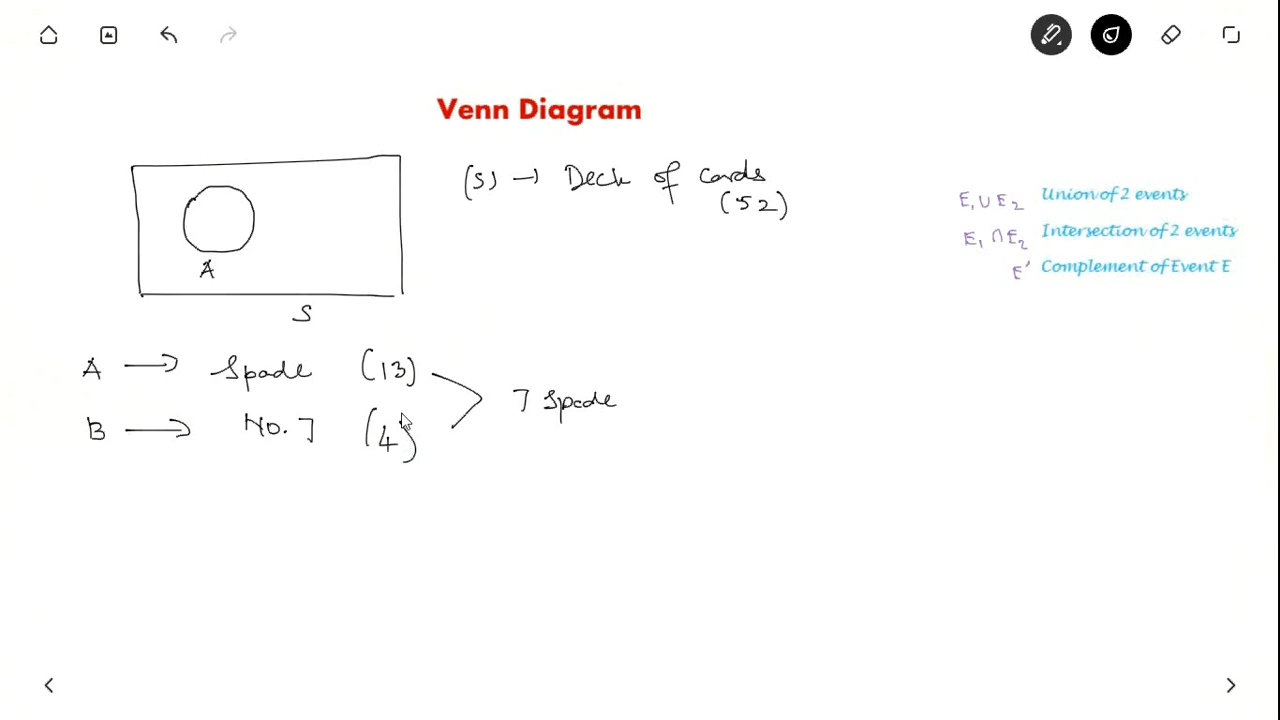 Venn Diagram
(S) → Deck of cards
(52)
E₁ ∪ E₂ Union of 2 events
E₁ ∩ E₂ Intersection of 2 events
E' Complement of Event E
A
S
A → Spade (13)
7 Spade
B → No. 7 (4)